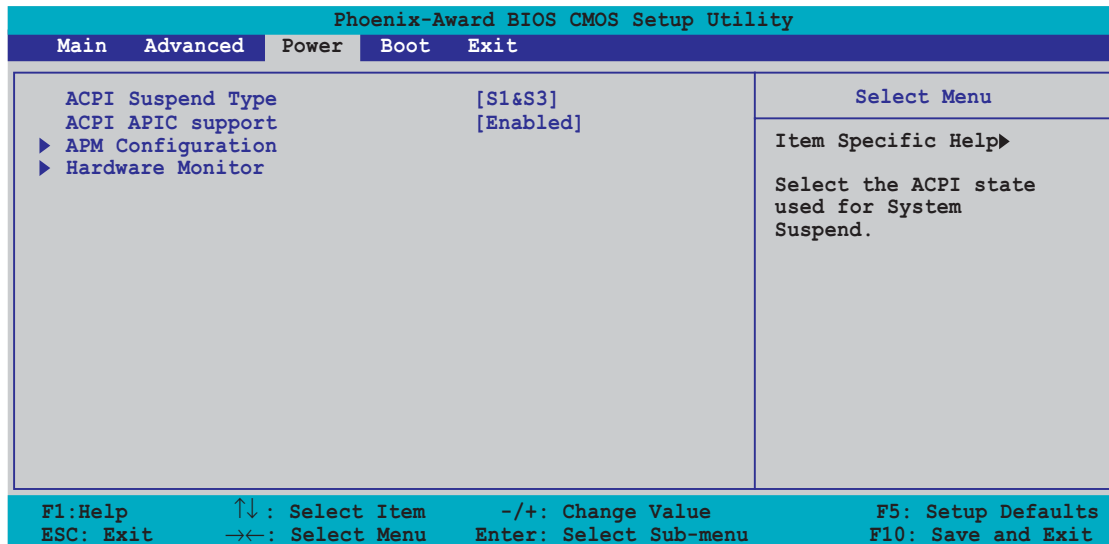 Phoenix-Award BIOS CMOS Setup Utility
Main Advanced Power Boot Exit
ACPI Suspend Type [S1&S3]
ACPI APIC support [Enabled]
▶ APM Configuration
▶ Hardware Monitor
Select Menu
Item Specific Help▶
Select the ACPI state
used for System
Suspend.
F1:Help ↑↓: Select Item -/+: Change Value F5: Setup Defaults
ESC: Exit →←: Select Menu Enter: Select Sub-menu F10: Save and Exit